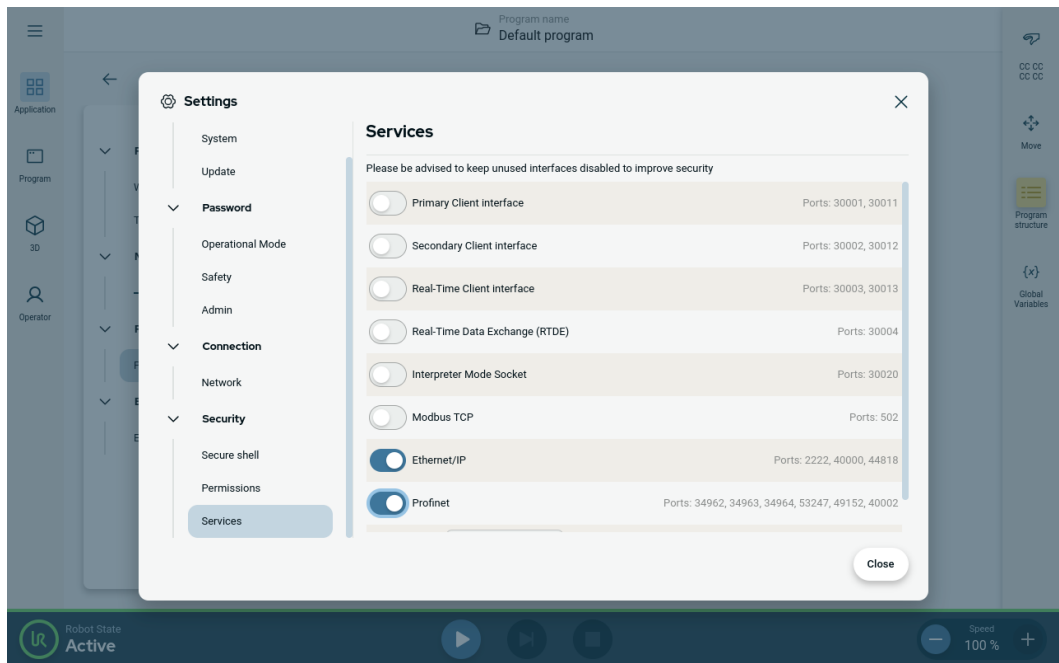 Program name
Default program
Application
Program
3D
Operator
Settings
System
Update
Password
Operational Mode
Safety
Admin
Connection
Network
Security
Secure shell
Permissions
Services
Services
Please be advised to keep unused interfaces disabled to improve security
Primary Client interface Ports: 30001, 30011
Secondary Client interface Ports: 30002, 30012
Real-Time Client interface Ports: 30003, 30013
Real-Time Data Exchange (RTDE) Ports: 30004
Interpreter Mode Socket Ports: 30020
Modbus TCP Ports: 502
Ethernet/IP Ports: 2222, 40000, 44818
Profinet Ports: 34962, 34963, 34964, 53247, 49152, 40002
Close
CC CC
CC CC
Move
Program
structure
{x}
Global
Variables
UR
Robot State
Active
Speed
100 %